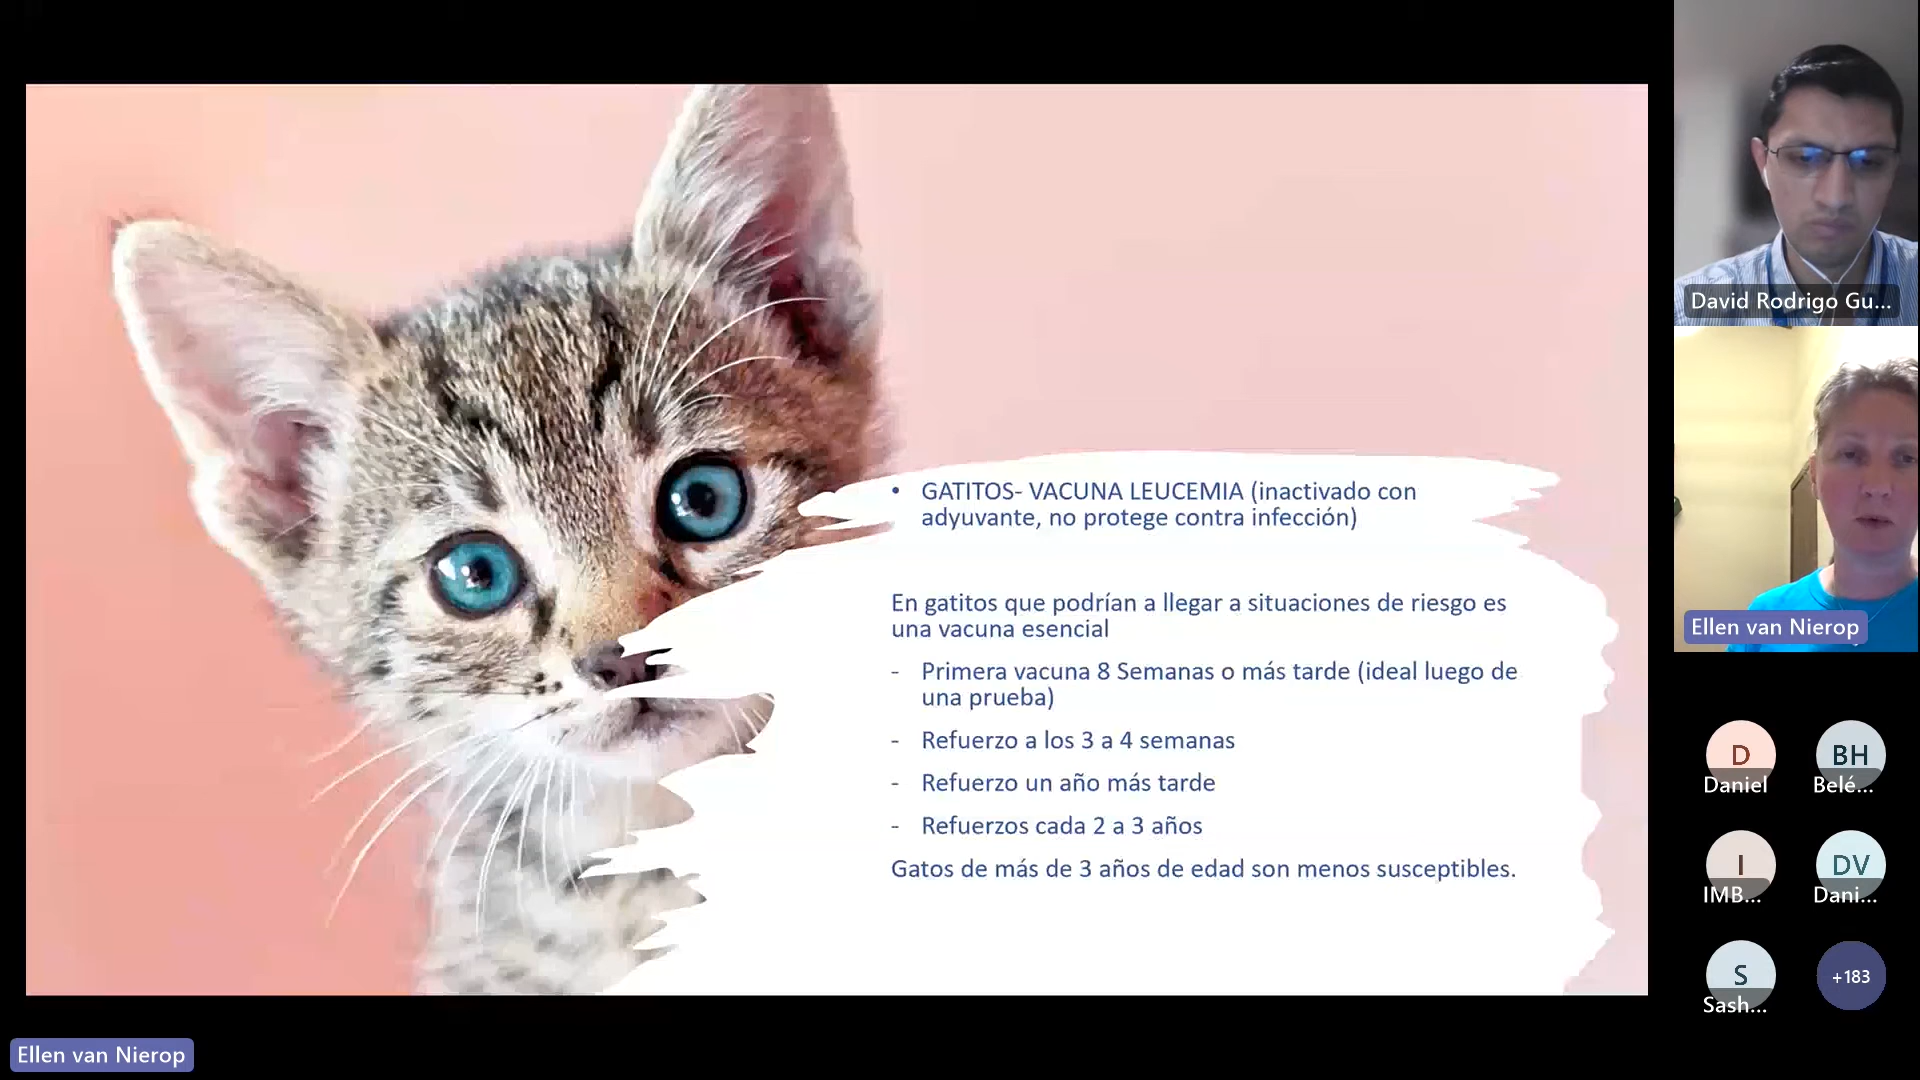 • GATITOS- VACUNA LEUCEMIA (inactivado con
adyuvante, no protege contra infección)
En gatitos que podrían a llegar a situaciones de riesgo es
una vacuna esencial
- Primera vacuna 8 Semanas o más tarde (ideal luego de
una prueba)
- Refuerzo a los 3 a 4 semanas
- Refuerzo un año más tarde
- Refuerzos cada 2 a 3 años
Gatos de más de 3 años de edad son menos susceptibles.
David Rodrigo Gu...
Ellen van Nierop
D
Daniel
BH
Belé...
I
IMB...
DV
Dani...
S
Sash...
+183
Ellen van Nierop